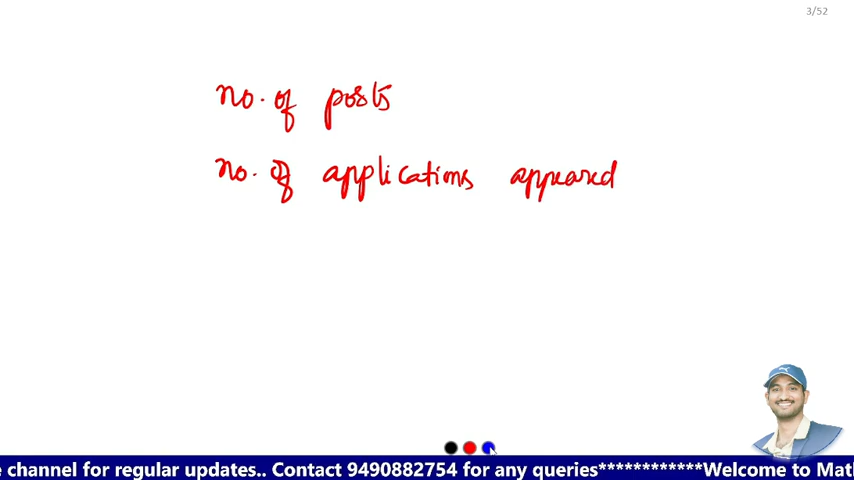 3/52
no. of posts
no. of applications appeared
e channel for regular updates.. Contact 9490882754 for any queries************Welcome to Mat